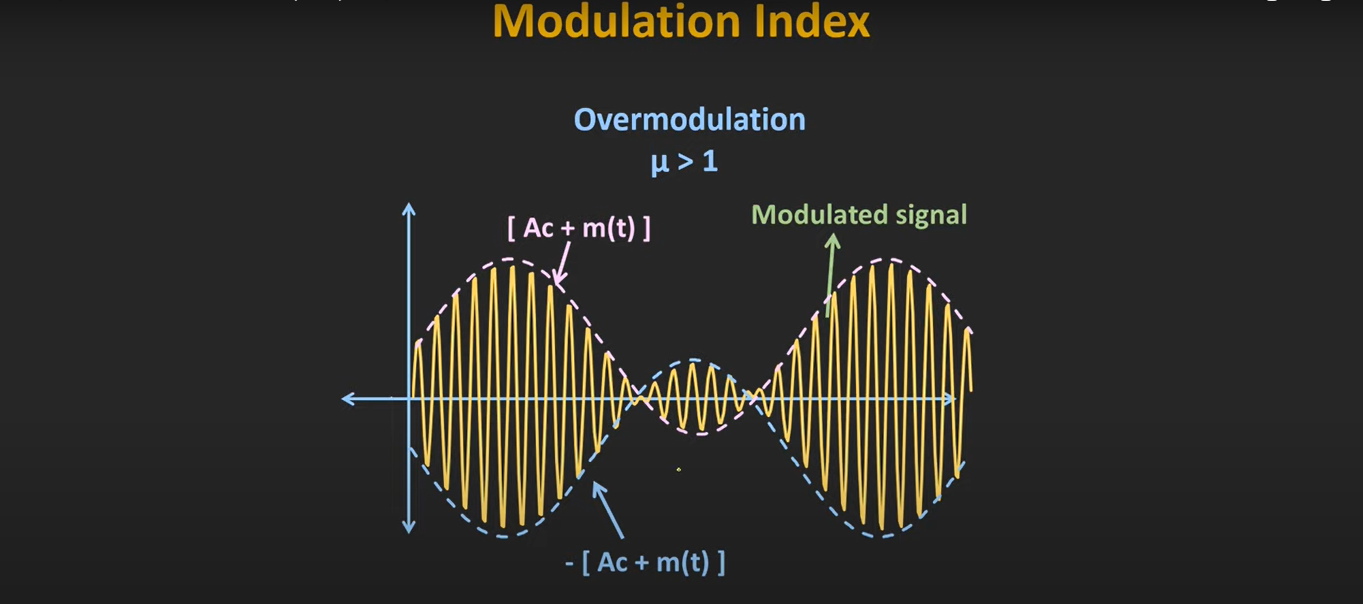 Modulation Index
Overmodulation
μ > 1
[ Ac + m(t) ]
Modulated signal
- [ Ac + m(t) ]